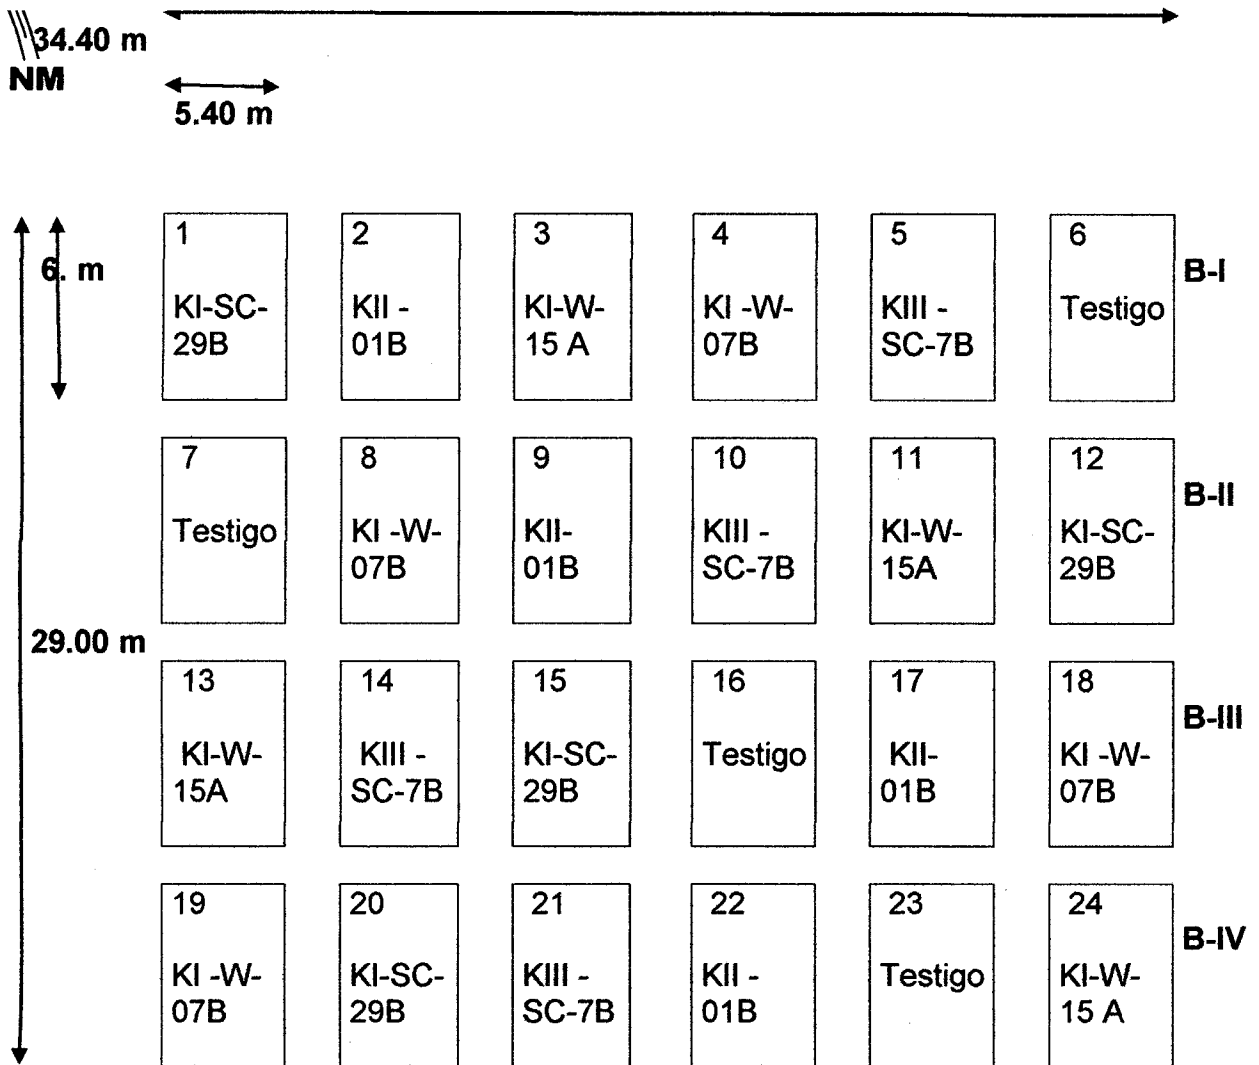 34.40 m
NM
5.40 m
6. m
29.00 m
1
KI-SC-
29B
2
KII -
01B
3
KI-W-
15 A
4
KI -W-
07B
5
KIII -
SC-7B
6
Testigo
B-I
7
Testigo
8
KI -W-
07B
9
KII-
01B
10
KIII -
SC-7B
11
KI-W-
15A
12
KI-SC-
29B
B-II
13
KI-W-
15A
14
KIII -
SC-7B
15
KI-SC-
29B
16
Testigo
17
KII-
01B
18
KI -W-
07B
B-III
19
KI -W-
07B
20
KI-SC-
29B
21
KIII -
SC-7B
22
KII -
01B
23
Testigo
24
KI-W-
15 A
B-IV